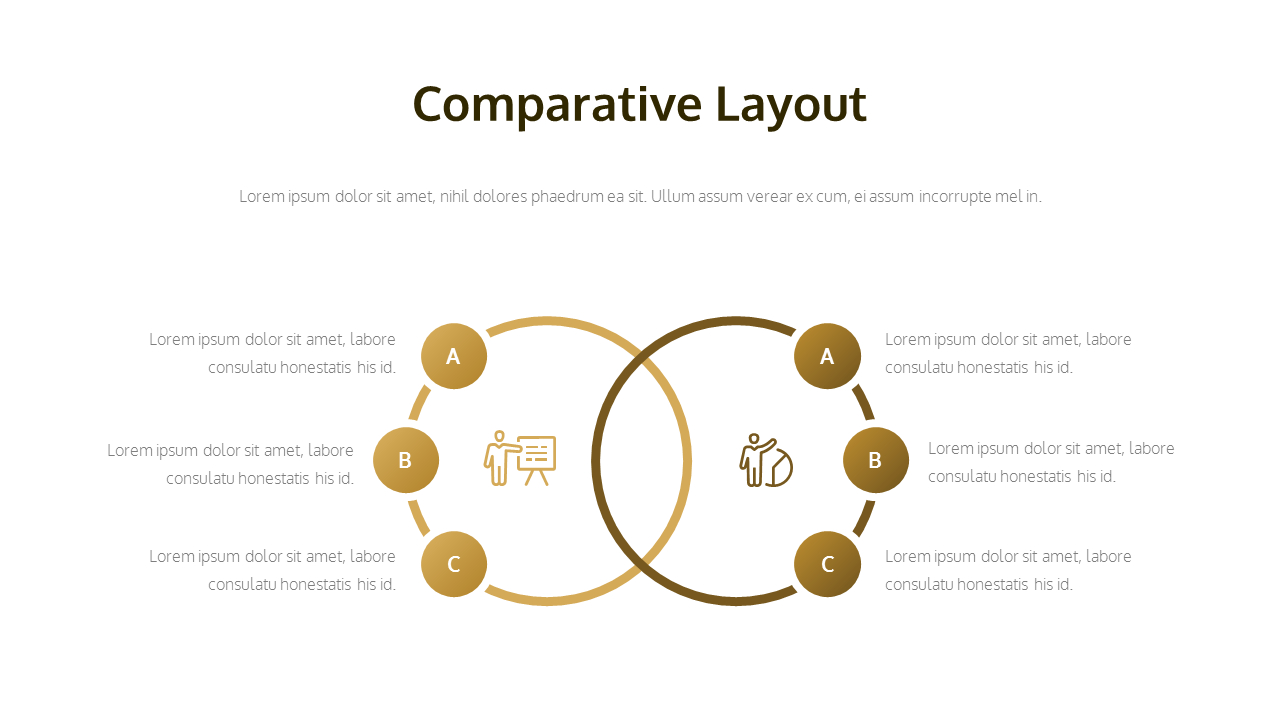 Comparative Layout
Lorem ipsum dolor sit amet, nihil dolores phaedrum ea sit. Ullum assum verear ex cum, ei assum incorrupte mel in.
Lorem ipsum dolor sit amet, labore
consulatu honestatis his id.
A
A
Lorem ipsum dolor sit amet, labore
consulatu honestatis his id.
Lorem ipsum dolor sit amet, labore
consulatu honestatis his id.
B
B
Lorem ipsum dolor sit amet, labore
consulatu honestatis his id.
Lorem ipsum dolor sit amet, labore
consulatu honestatis his id.
C
C
Lorem ipsum dolor sit amet, labore
consulatu honestatis his id.